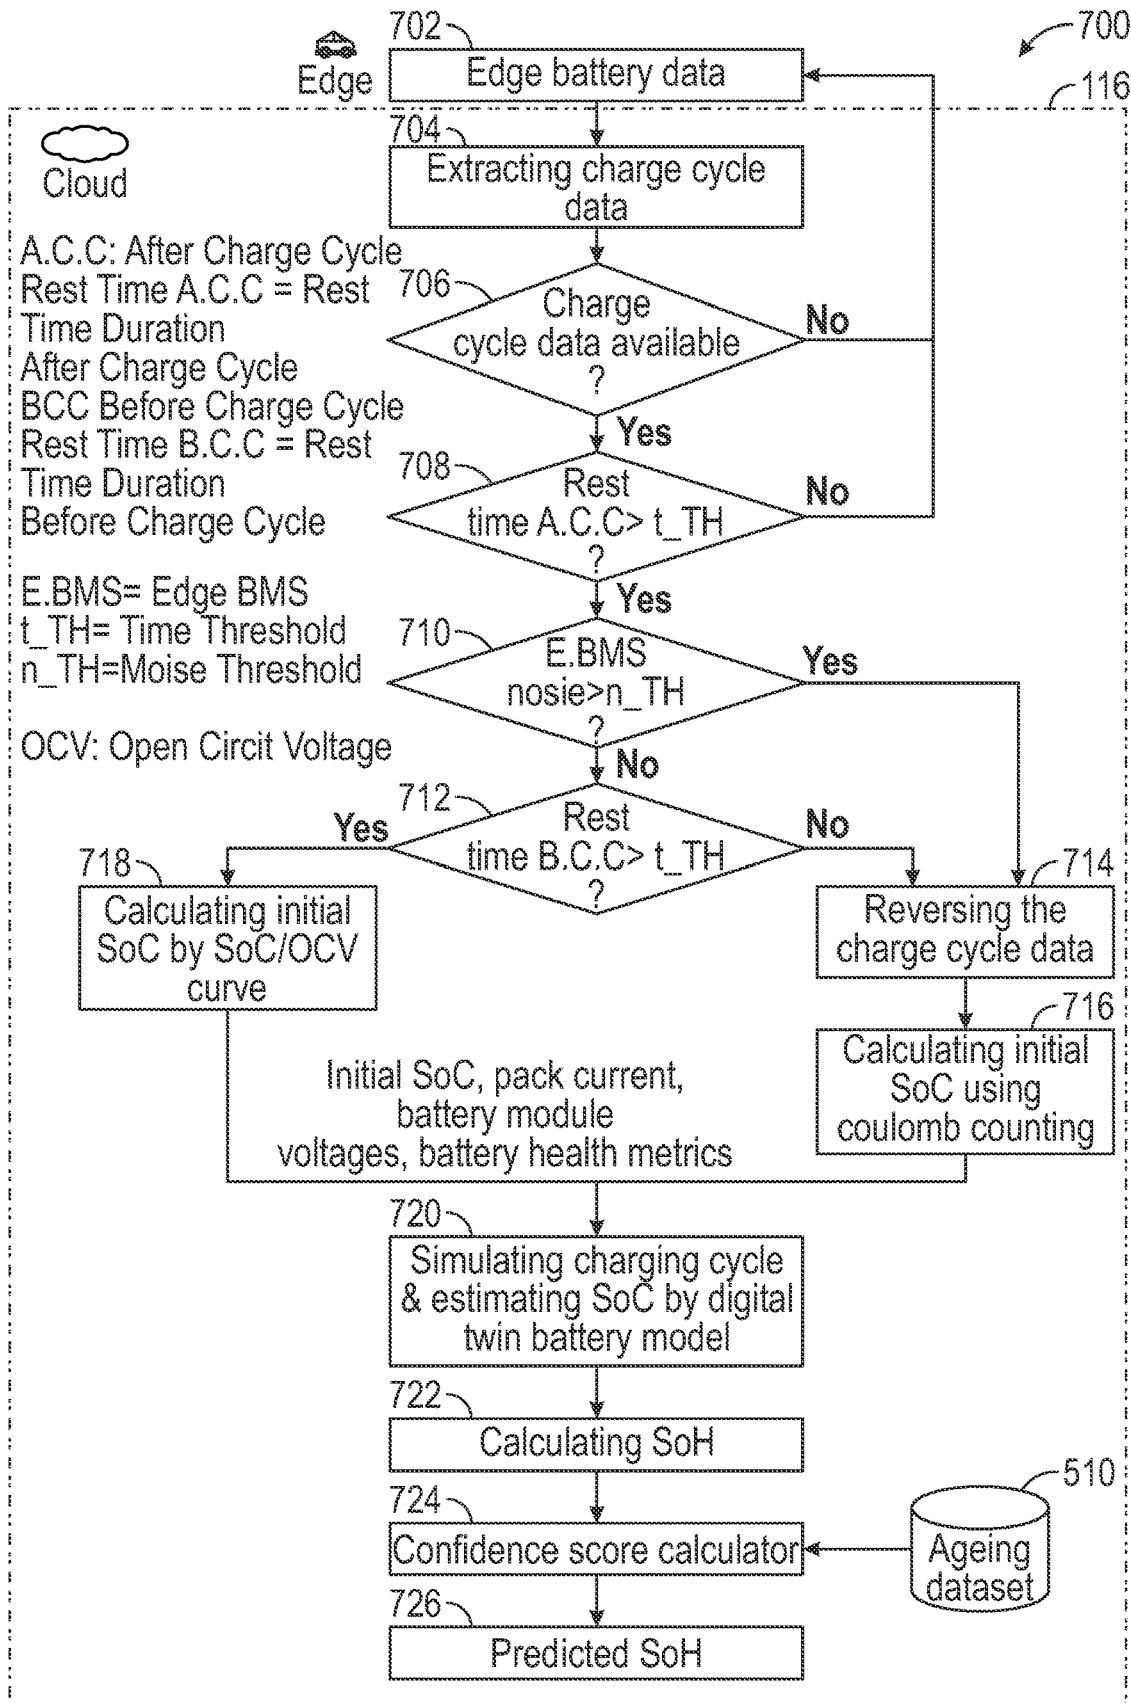 702
700
Edge
Edge battery data
116
704
Cloud
Extracting charge cycle
data
A.C.C: After Charge Cycle
Rest Time A.C.C = Rest
Time Duration
After Charge Cycle
BCC Before Charge Cycle
Rest Time B.C.C = Rest
Time Duration
Before Charge Cycle
E.BMS= Edge BMS
t_TH= Time Threshold
n_TH=Moise Threshold
OCV: Open Circit Voltage
706
Charge
cycle data available
?
No
Yes
708
Rest
time A.C.C> t_TH
?
No
Yes
710
E.BMS
nosie>n_TH
?
Yes
No
712
Rest
time B.C.C> t_TH
?
Yes
No
718
Calculating initial
SoC by SoC/OCV
curve
714
Reversing the
charge cycle data
716
Calculating initial
SoC using
coulomb counting
Initial SoC, pack current,
battery module
voltages, battery health metrics
720
Simulating charging cycle
& estimating SoC by digital
twin battery model
722
Calculating SoH
724
Confidence score calculator
510
Ageing
dataset
726
Predicted SoH